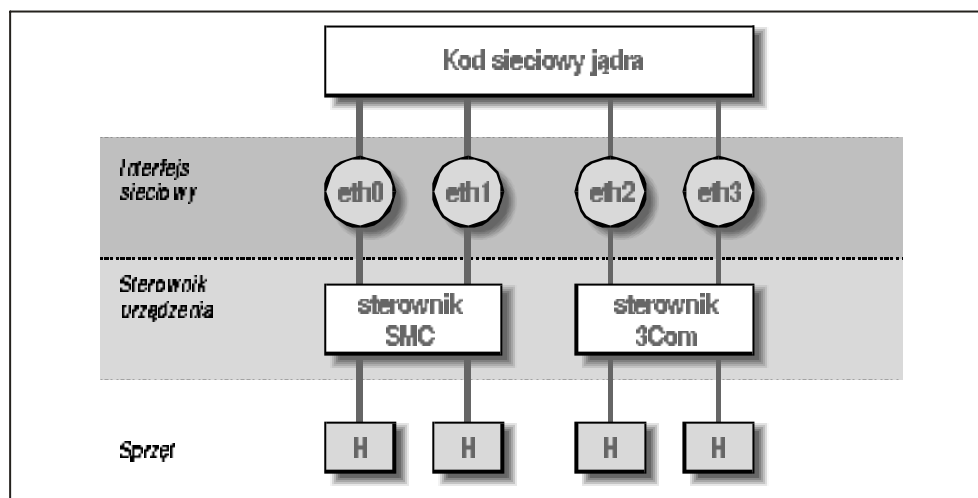 Kod sieciowy jądra
Interfejs
sieciowy
eth0 eth1 eth2 eth3
Sterownik
urządzenia
sterownik
SMC
sterownik
3Com
Sprzęt
H H H H